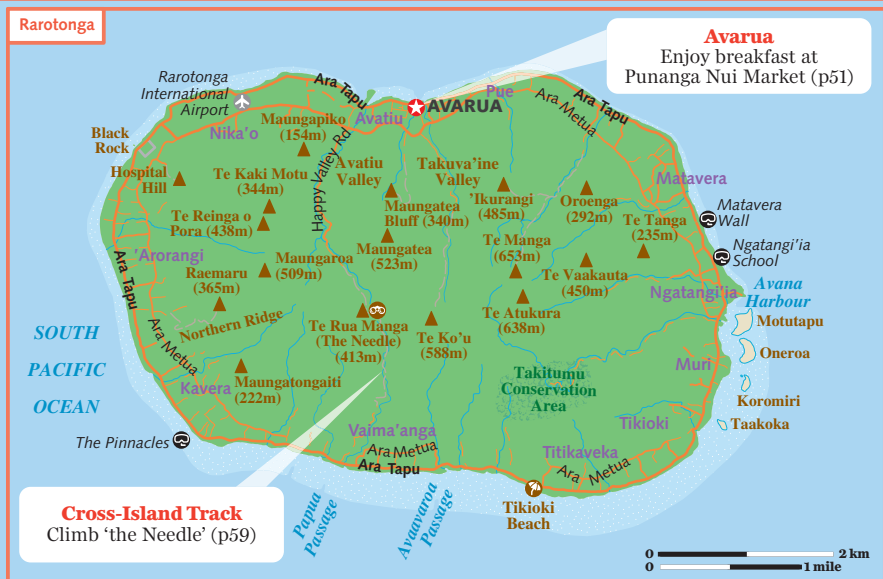 Rarotonga
Avarua
Enjoy breakfast at
Punanga Nui Market (p51)
Rarotonga
International
Airport
Ara Tapu
AVARUA
Pue
Ara Metua
Ara Tapu
Maungapiko
(154m)
Avatiu
Nika'o
Black
Rock
Hospital
Hill
Te Kaki Motu
(344m)
Happy Valley Rd
Avatiu
Valley
Takuva'ine
Valley
Matavera
Matavera
Wall
Te Reinga o
Pora (438m)
Maungatea
Bluff (340m)
'Ikurangi
(485m)
Oroenga
(292m)
Te Tanga
(235m)
Ngatangi'ia
School
'Arorangi
Maungaroa
(509m)
Maungatea
(523m)
Te Manga
(653m)
Te Vaakauta
(450m)
Ara Tapu
Raemaru
(365m)
Ngatangi'ia
Avana
Harbour
Motutapu
Northern Ridge
Te Rua Manga
(The Needle)
(413m)
Te Ko'u
(588m)
Te Atukura
(638m)
SOUTH
PACIFIC
OCEAN
Ara Metua
Oneroa
Kavera
Maungatongaiti
(222m)
Takitumu
Conservation
Area
Muri
Koromiri
Taakoka
Tikioki
The Pinnacles
Vaima'anga
Ara Metua
Ara Tapu
Titikaveka
Ara Metua
Tikioki
Beach
Cross-Island Track
Climb 'the Needle' (p59)
Papua
Passage
Avaavaroa
Passage
0 2 km
0 1 mile